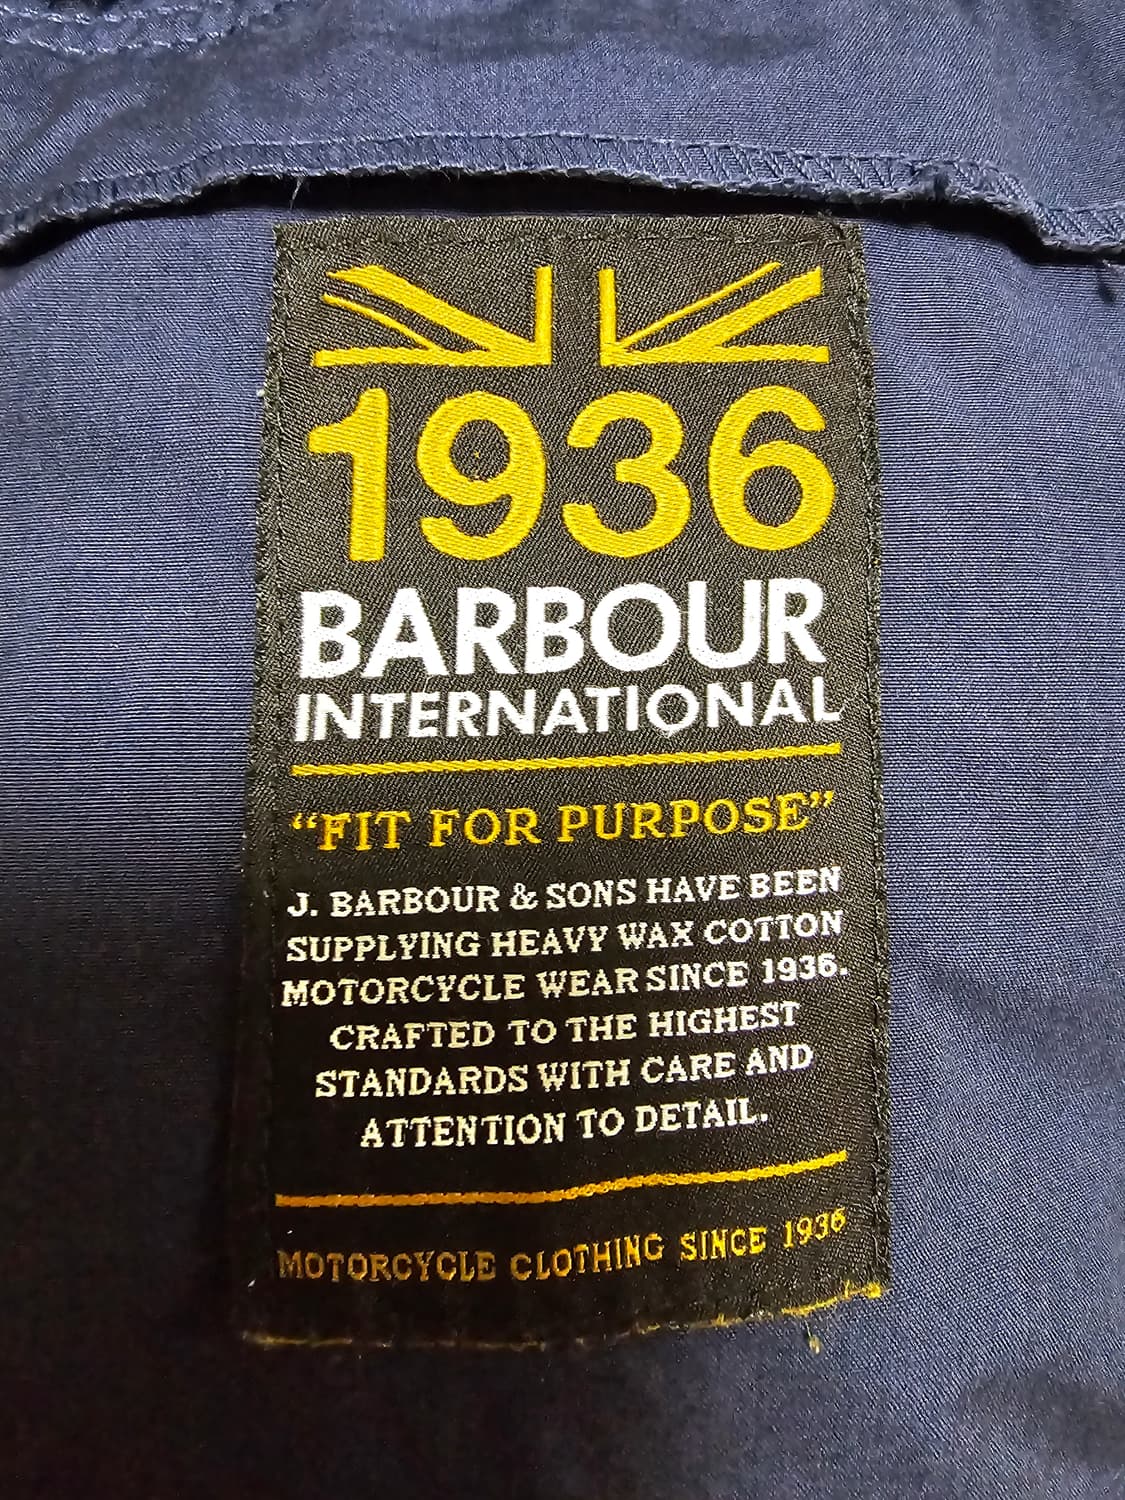 1936
BARBOUR
INTERNATIONAL
“FIT FOR PURPOSE”
J. BARBOUR & SONS HAVE BEEN
SUPPLYING HEAVY WAX COTTON
MOTORCYCLE WEAR SINCE 1936.
CRAFTED TO THE HIGHEST
STANDARDS WITH CARE AND
ATTENTION TO DETAIL.
MOTORCYCLE CLOTHING SINCE 1936